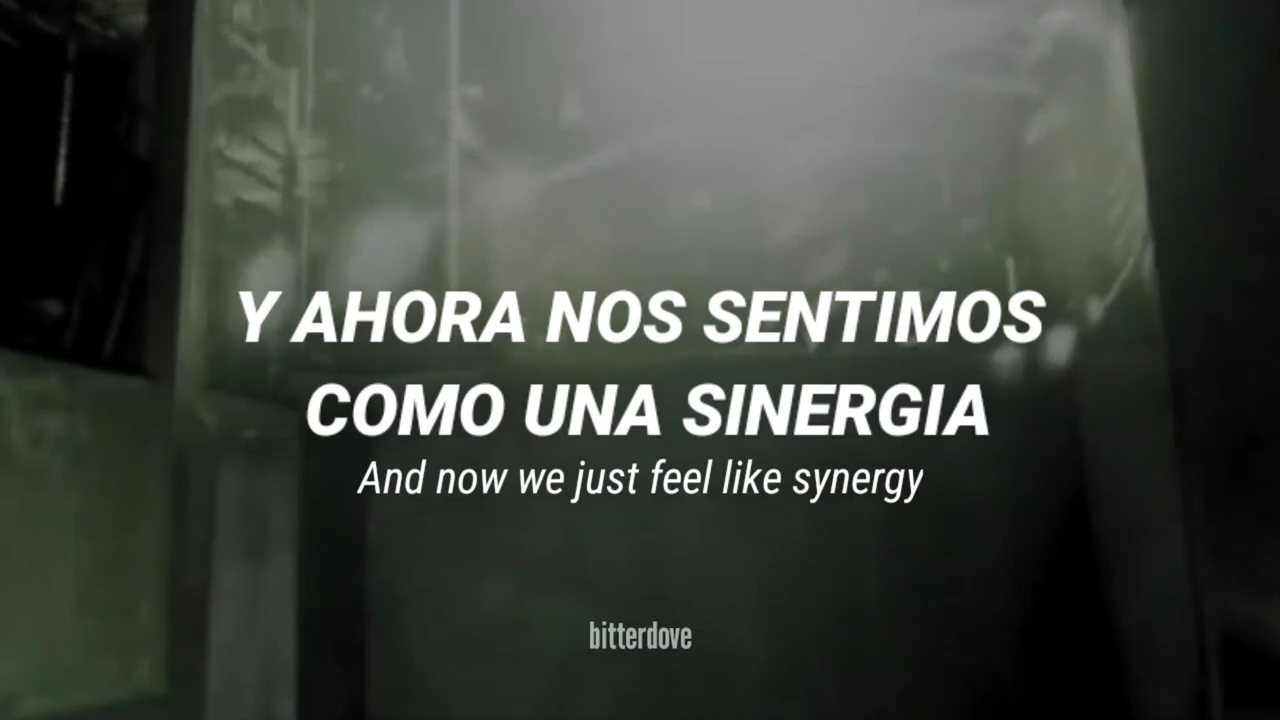 Y AHORA NOS SENTIMOS
COMO UNA SINERGIA
And now we just feel like synergy
bitterdove